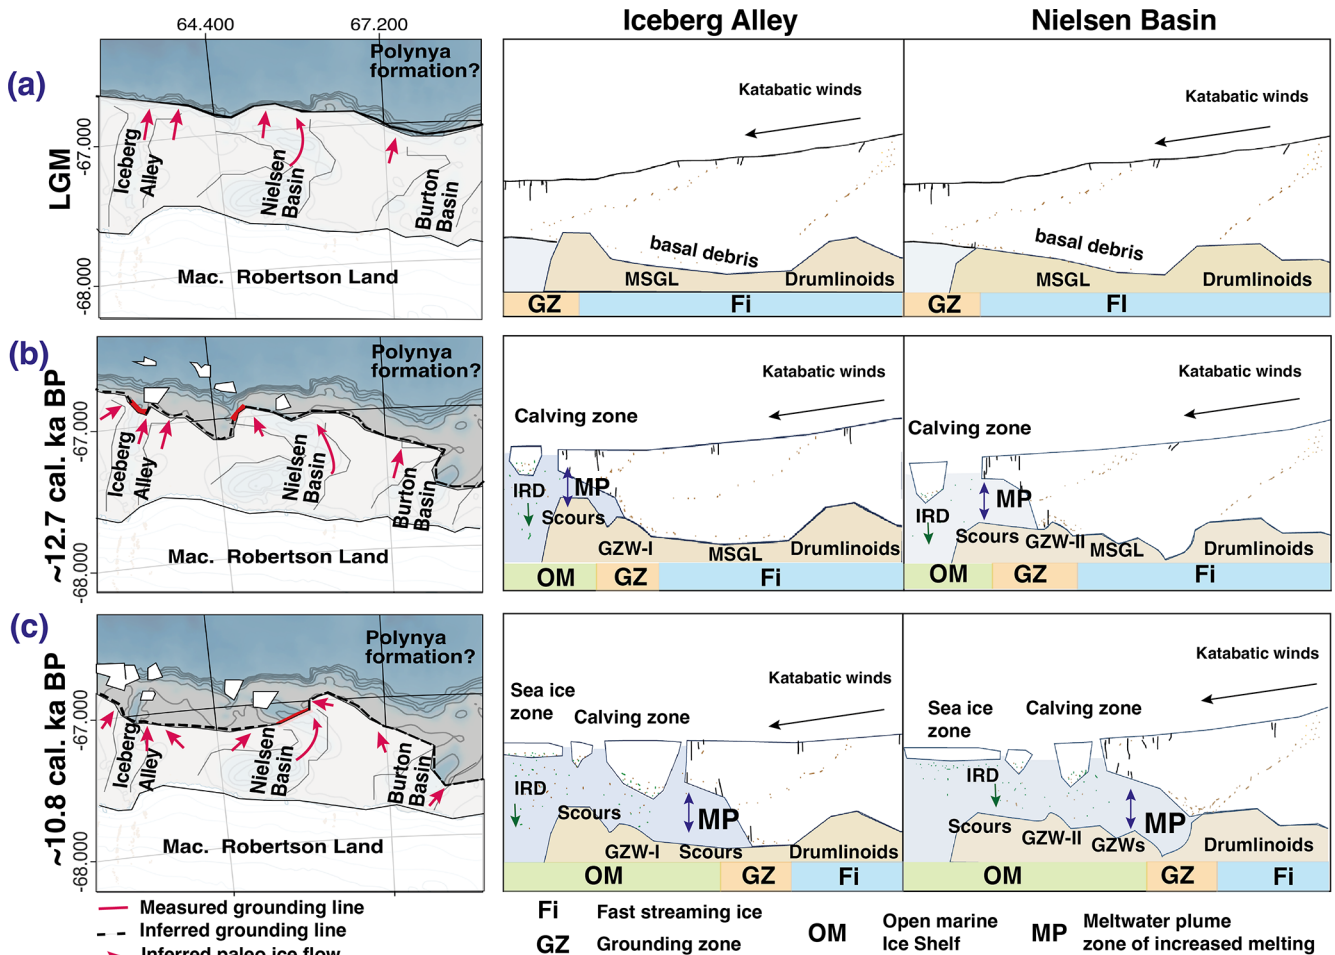 64.400
67.200
Iceberg Alley
Nielsen Basin
(a)
LGM
-67.000
-68.000
Polynya
formation?
Iceberg
Alley
Nielsen
Basin
Burton
Basin
Mac. Robertson Land
Katabatic winds
basal debris
MSGL
Drumlinoids
GZ
Fi
Katabatic winds
basal debris
MSGL
Drumlinoids
GZ
FI
(b)
~12.7 cal. ka BP
-67.000
-68.000
Polynya
formation?
Iceberg
Alley
Nielsen
Basin
Burton
Basin
Mac. Robertson Land
Katabatic winds
Calving zone
IRD
MP
Scours
GZW-I
MSGL
Drumlinoids
OM
GZ
Fi
Katabatic winds
Calving zone
IRD
MP
Scours
GZW-II
MSGL
Drumlinoids
OM
GZ
Fi
(c)
~10.8 cal. ka BP
-67.000
-68.000
Polynya
formation?
Iceberg
Alley
Nielsen
Basin
Burton
Basin
Mac. Robertson Land
Katabatic winds
Sea ice
zone
Calving zone
IRD
Scours
MP
GZW-I
Scours
Drumlinoids
OM
GZ
Fi
Katabatic winds
Sea ice
zone
Calving zone
IRD
Scours
MP
GZW-II
GZWs
Drumlinoids
OM
GZ
Fi
Measured grounding line
Inferred grounding line
Inferred paleo ice flow
Fi
Fast streaming ice
GZ
Grounding zone
OM
Open marine
Ice Shelf
MP
Meltwater plume
zone of increased melting